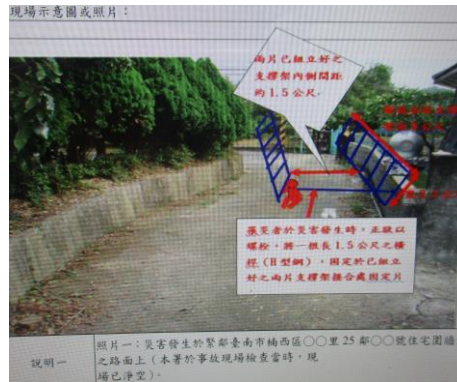 現場示意圖或照片：
兩片已組立好之
支撐架內側間距
約1.5公尺。
罹災者於災害發生時，正欲以
螺栓，將一根長1.5公尺之橫
桿（H型鋼），固定於已組立
好之兩片支撐架接合處固定片
說明一
照片一：災害發生於緊鄰臺南市楠西區○○里25鄰○○號住宅圍牆
之路面上（本署於事故現場檢查當時，現
場已淨空）。